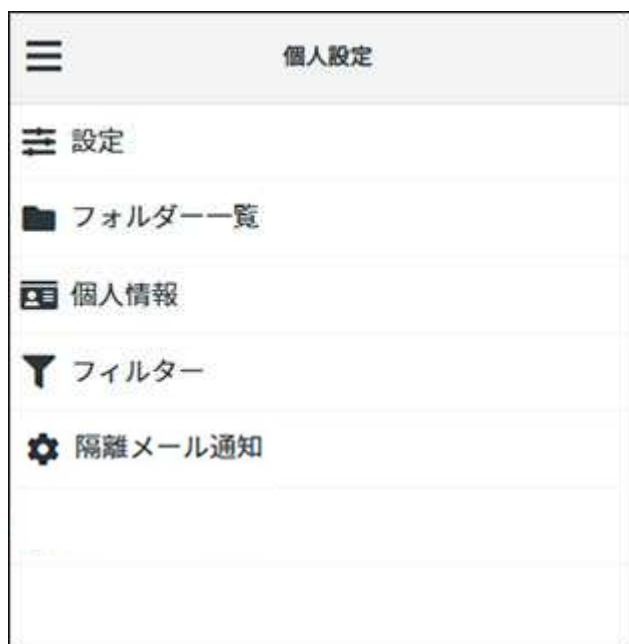 個人設定
設定
フォルダー一覧
個人情報
フィルター
隔離メール通知